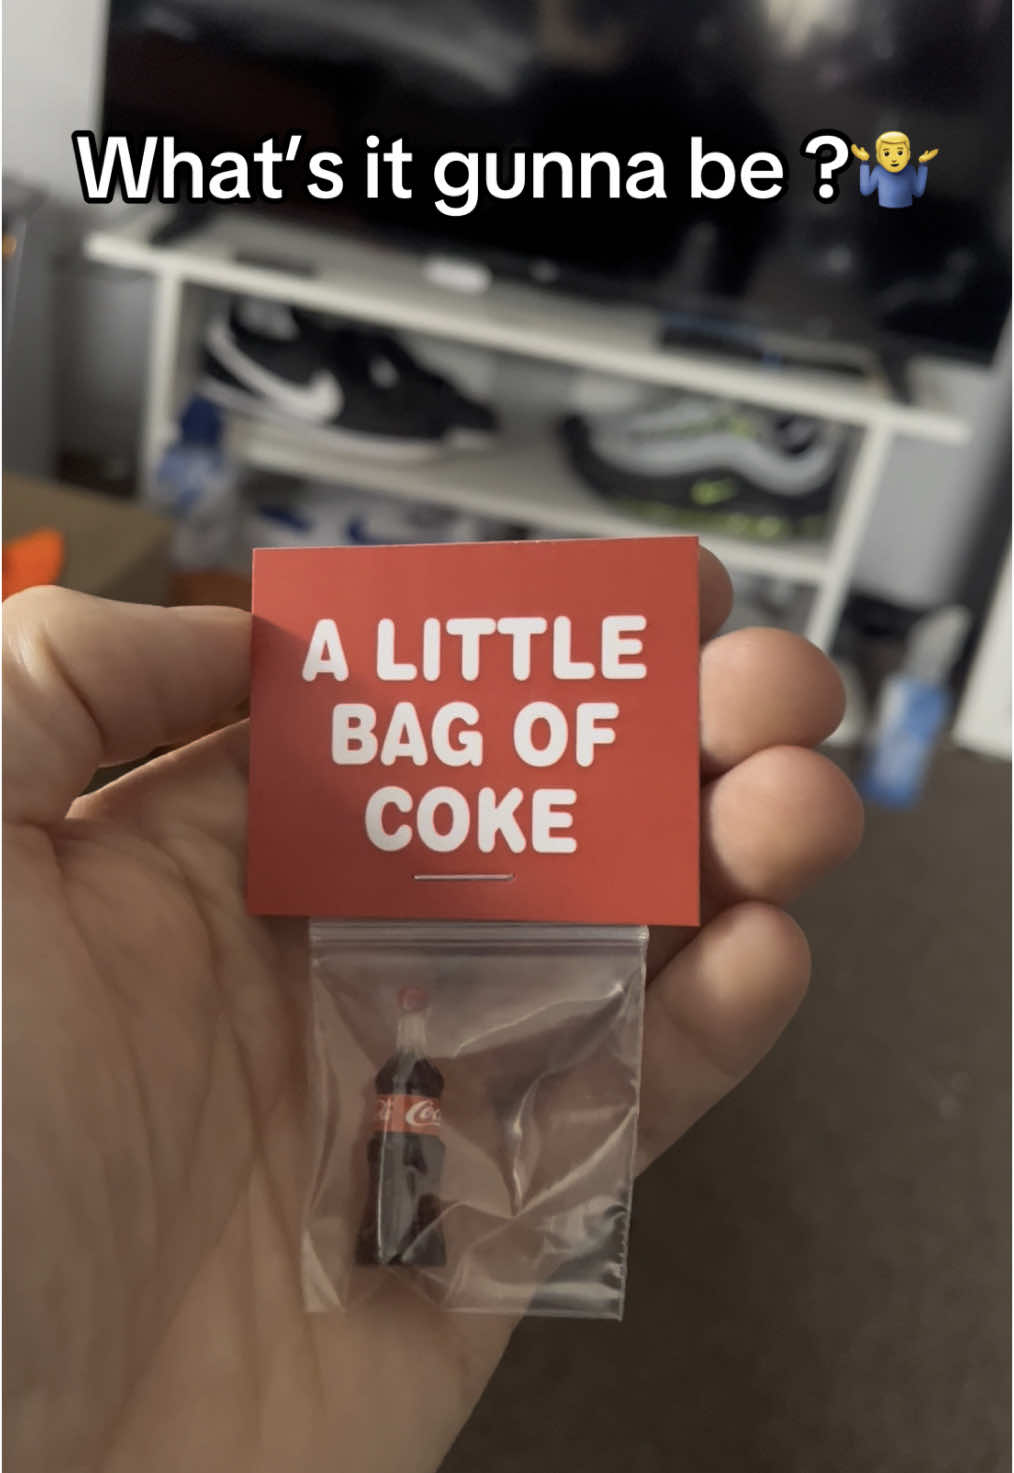 What's it gunna be ?🤷‍♂️
A LITTLE
BAG OF
COKE